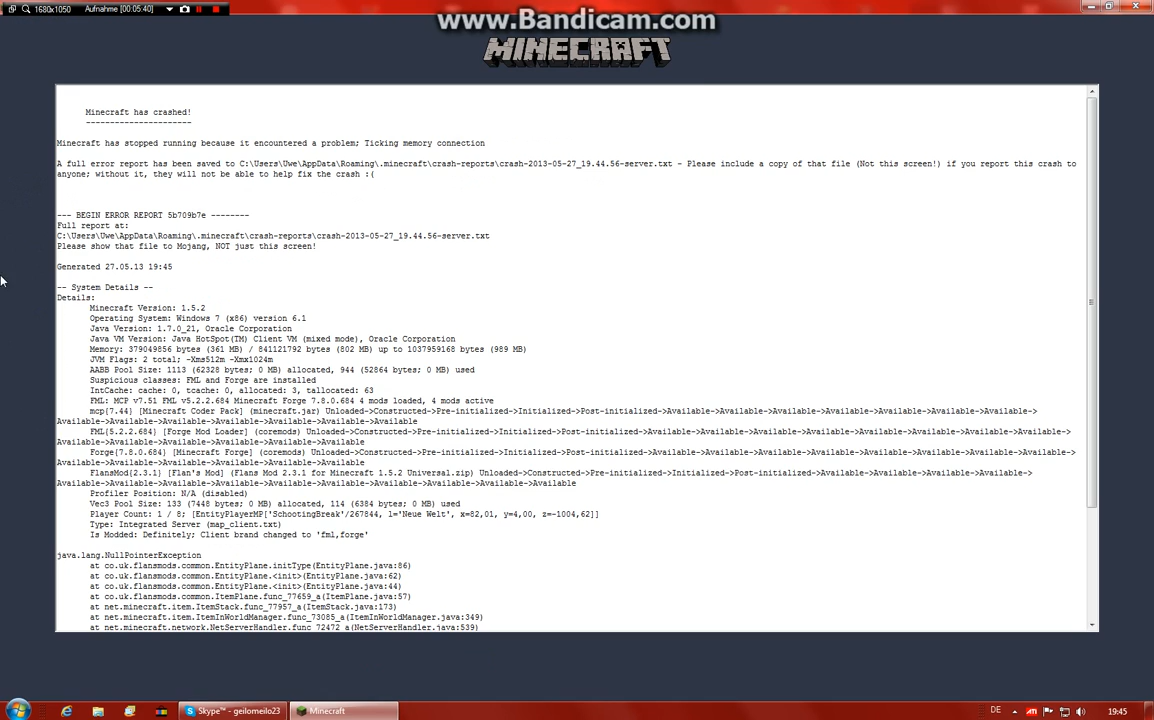 1680x1050 Aufnahme [00:05:40]
www.Bandicam.com
MINECRAFT
Minecraft has crashed!
----------------------
Minecraft has stopped running because it encountered a problem; Ticking memory connection
A full error report has been saved to C:\Users\Uwe\AppData\Roaming\.minecraft\crash-reports\crash-2013-05-27_19.44.56-server.txt - Please include a copy of that file (Not this screen!) if you report this crash to
anyone; without it, they will not be able to help fix the crash :(
--- BEGIN ERROR REPORT 5b709b7e --------
Full report at:
C:\Users\Uwe\AppData\Roaming\.minecraft\crash-reports\crash-2013-05-27_19.44.56-server.txt
Please show that file to Mojang, NOT just this screen!
Generated 27.05.13 19:45
-- System Details --
Details:
Minecraft Version: 1.5.2
Operating System: Windows 7 (x86) version 6.1
Java Version: 1.7.0_21, Oracle Corporation
Java VM Version: Java HotSpot(TM) Client VM (mixed mode), Oracle Corporation
Memory: 379049856 bytes (361 MB) / 841121792 bytes (802 MB) up to 1037959168 bytes (989 MB)
JVM Flags: 2 total; -Xms512m -Xmx1024m
AABB Pool Size: 1113 (62328 bytes; 0 MB) allocated, 944 (52864 bytes; 0 MB) used
Suspicious classes: FML and Forge are installed
IntCache: cache: 0, tcache: 0, allocated: 3, tallocated: 63
FML: MCP v7.51 FML v5.2.2.684 Minecraft Forge 7.8.0.684 4 mods loaded, 4 mods active
mcp{7.44} [Minecraft Coder Pack] (minecraft.jar) Unloaded->Constructed->Pre-initialized->Initialized->Post-initialized->Available->Available->Available->Available->Available->Available->
Available->Available->Available->Available->Available->Available
FML{5.2.2.684} [Forge Mod Loader] (coremods) Unloaded->Constructed->Pre-initialized->Initialized->Post-initialized->Available->Available->Available->Available->Available->Available->Available->
Available->Available->Available->Available->Available
Forge{7.8.0.684} [Minecraft Forge] (coremods) Unloaded->Constructed->Pre-initialized->Initialized->Post-initialized->Available->Available->Available->Available->Available->Available->Available->
Available->Available->Available->Available->Available
FlansMod{2.3.1} [Flan's Mod] (Flans Mod 2.3.1 for Minecraft 1.5.2 Universal.zip) Unloaded->Constructed->Pre-initialized->Initialized->Post-initialized->Available->Available->Available->
Available->Available->Available->Available->Available->Available->Available->Available->Available
Profiler Position: N/A (disabled)
Vec3 Pool Size: 133 (7448 bytes; 0 MB) allocated, 114 (6384 bytes; 0 MB) used
Player Count: 1 / 8; [EntityPlayerMP['SchootingBreak'/267844, l='Neue Welt', x=82,01, y=4,00, z=-1004,62]]
Type: Integrated Server (map_client.txt)
Is Modded: Definitely; Client brand changed to 'fml,forge'
java.lang.NullPointerException
at co.uk.flansmods.common.EntityPlane.initType(EntityPlane.java:86)
at co.uk.flansmods.common.EntityPlane.<init>(EntityPlane.java:62)
at co.uk.flansmods.common.EntityPlane.<init>(EntityPlane.java:44)
at co.uk.flansmods.common.ItemPlane.func_77659_a(ItemPlane.java:57)
at net.minecraft.item.ItemStack.func_77957_a(ItemStack.java:173)
at net.minecraft.item.ItemInWorldManager.func_73085_a(ItemInWorldManager.java:349)
at net.minecraft.network.NetServerHandler.func_72472_a(NetServerHandler.java:539)
Skype™ - geilomeilo23
Minecraft
DE
ATI
19:45